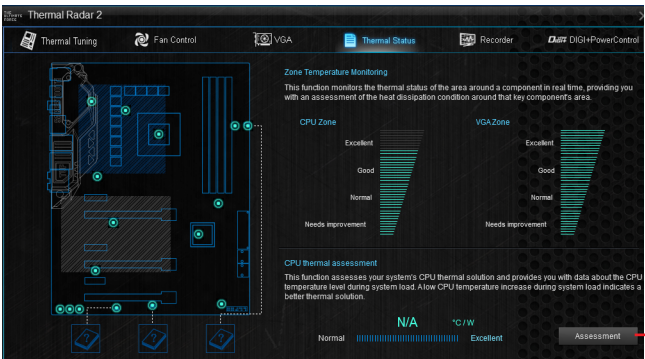 THE ULTIMATE FORCE
Thermal Radar 2
Thermal Tuning
Fan Control
VGA
Thermal Status
Recorder
DIGI+ DIGI+PowerControl
Zone Temperature Monitoring
This function monitors the thermal status of the area around a component in real time, providing you
with an assessment of the heat dissipation condition around that key component's area.
CPU Zone
VGA Zone
Excellent
Good
Normal
Needs improvement
Excellent
Good
Normal
Needs improvement
CPU thermal assessment
This function assesses your system's CPU thermal solution and provides you with data about the CPU
temperature level during system load. A low CPU temperature increase during system load indicates a
better thermal solution.
N/A °C / W
Normal Excellent
Assessment
? ? ?